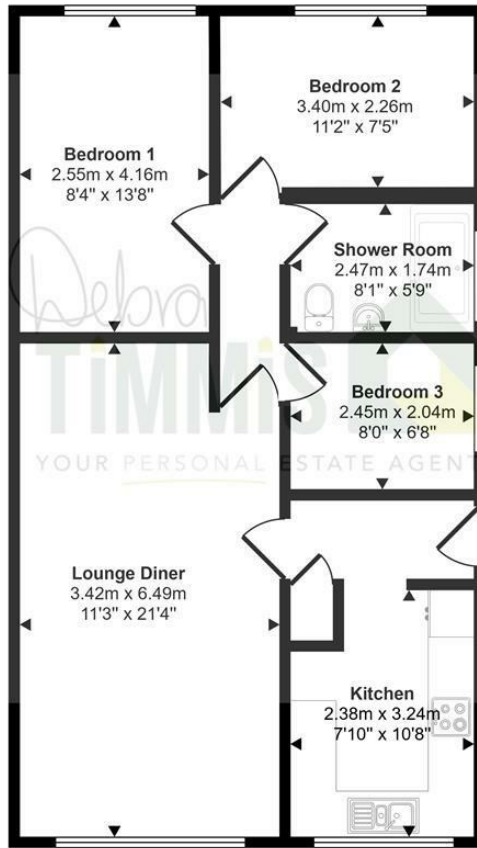 Bedroom 1
2.55m x 4.16m
8'4" x 13'8"
Bedroom 2
3.40m x 2.26m
11'2" x 7'5"
Shower Room
2.47m x 1.74m
8'1" x 5'9"
Debra
TiMMiS
YOUR PERSONAL ESTATE AGENT
Bedroom 3
2.45m x 2.04m
8'0" x 6'8"
Lounge Diner
3.42m x 6.49m
11'3" x 21'4"
Kitchen
2.38m x 3.24m
7'10" x 10'8"